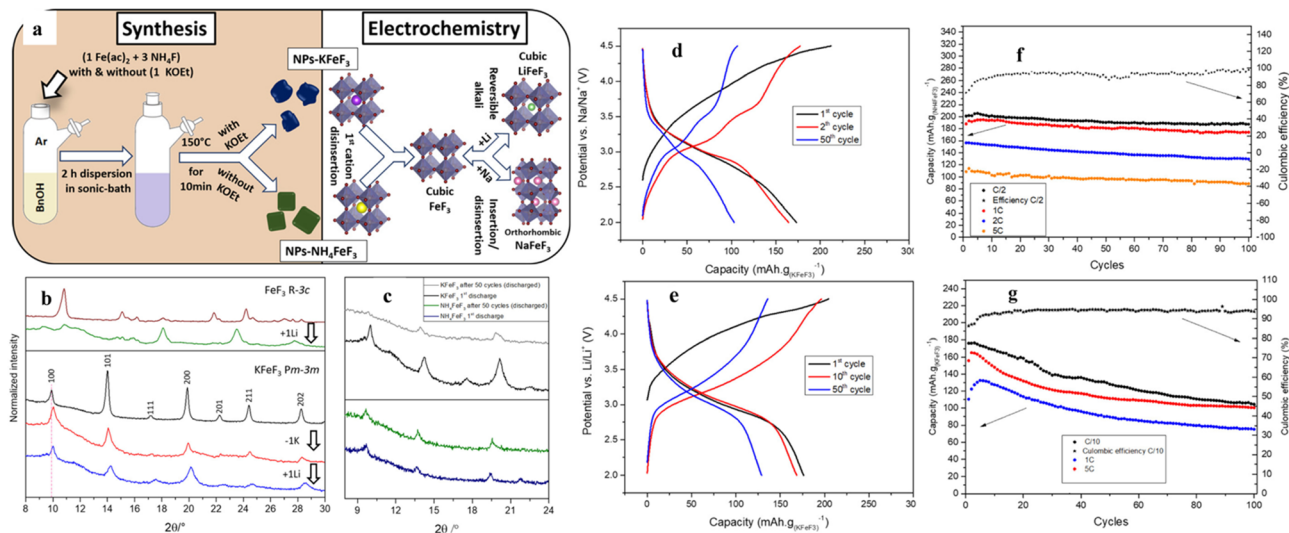 a
Synthesis
Electrochemistry
(1 Fe(ac)2 + 3 NH4F)
with & without (1 KOEt)
Ar
BnOH
2 h dispersion
in sonic-bath
150°C
for
10min
with
KOEt
without
KOEt
NPs-KFeF3
NPs-NH4FeF3
1st cation
disinsertion
Cubic
FeF3
Reversible
alkali
+Li
+Na
Insertion/
disinsertion
Cubic
LiFeF3
Orthorhombic
NaFeF3
b
FeF3 R-3c
+1Li
KFeF3 Pm-3m
100
101
111
200
201
211
202
-1K
+1Li
Normalized intensity
8 10 12 14 16 18 20 22 24 26 28 30
2θ/°
c
KFeF3 after 50 cycles (discharged)
KFeF3 1st discharge
NH4FeF3 after 50 cycles (discharged)
NH4FeF3 1st discharge
8 10 12 14 16 18 20 22 24
2θ/°
d
Potential vs. Na/Na+ (V)
4.5
4.0
3.5
3.0
2.5
2.0
1st cycle
2th cycle
50th cycle
0 50 100 150 200 250 300
Capacity (mAh.g(KFeF3)-1)
e
Potential vs. Li/Li+ (V)
4.5
4.0
3.5
3.0
2.5
2.0
1st cycle
10th cycle
50th cycle
0 50 100 150 200 250 300
Capacity (mAh.g(KFeF3)-1)
f
340
320
300
280
260
240
220
200
180
160
140
120
100
80
60
40
20
0
C/2
Efficiency C/2
1C
2C
5C
100
80
60
40
20
0
-20
-40
-60
-80
-100
Culombic efficiency (%)
0 10 20 30 40 50 60 70 80 90 100
Cycles
g
Capacity (mAh.g(KFeF3)-1)
240
220
200
180
160
140
120
100
80
60
40
20
0
C/10
Culombic efficiency C/10
1C
5C
110
100
90
80
70
60
50
40
30
20
10
0
Culombic efficiency (%)
0 20 40 60 80 100
Cycles